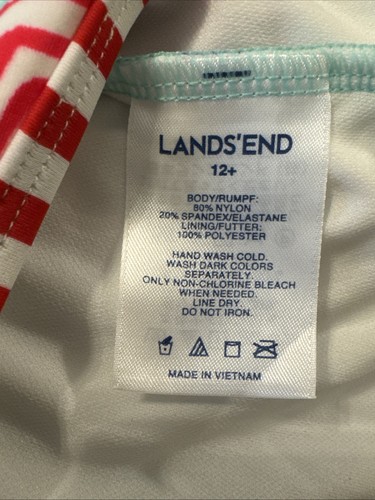 LANDS'END
12+
BODY/RUMPF:
80% NYLON
20% SPANDEX/ELASTANE
LINING/FUTTER:
100% POLYESTER
HAND WASH COLD.
WASH DARK COLORS
SEPARATELY.
ONLY NON-CHLORINE BLEACH
WHEN NEEDED.
LINE DRY.
DO NOT IRON.
MADE IN VIETNAM